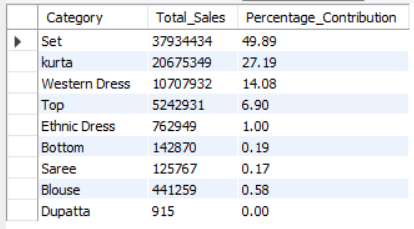 Category Total_Sales Percentage_Contribution
Set 37934434 49.89
kurta 20675349 27.19
Western Dress 10707932 14.08
Top 5242931 6.90
Ethnic Dress 762949 1.00
Bottom 142870 0.19
Saree 125767 0.17
Blouse 441259 0.58
Dupatta 915 0.00